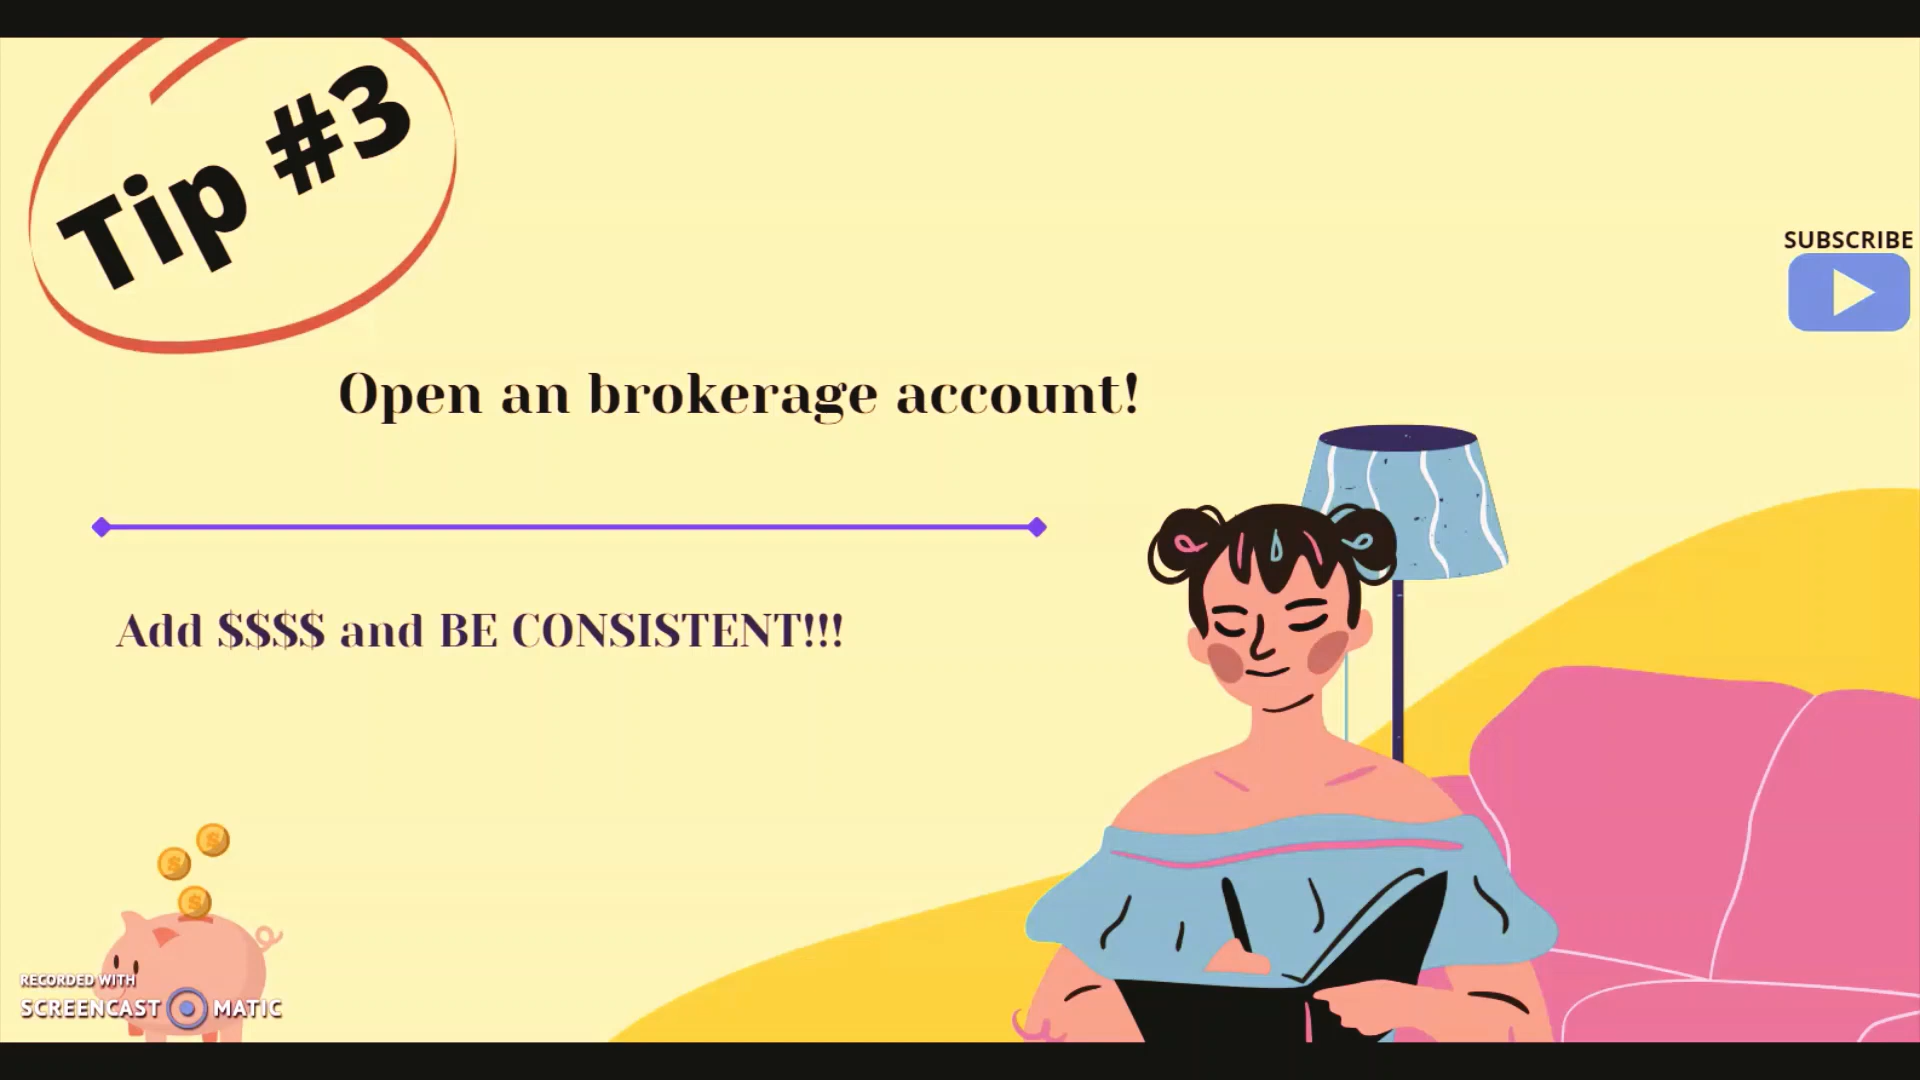 Tip #3
SUBSCRIBE
Open an brokerage account!
Add $$$$ and BE CONSISTENT!!!
RECORDED WITH
SCREENCAST MATIC